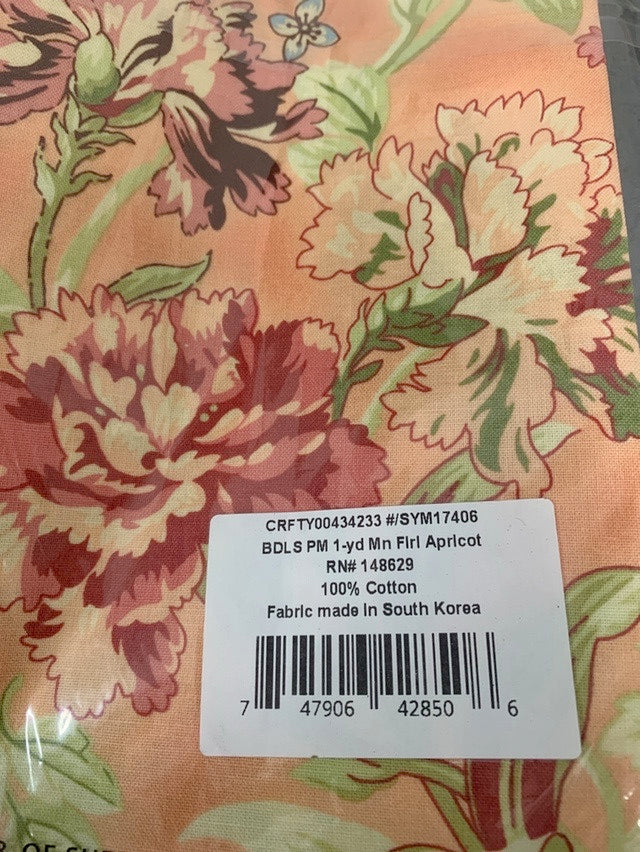 CRFTY00434233 #/SYM17406
BDLS PM 1-yd Mn Flrl Apricot
RN# 148629
100% Cotton
Fabric made in South Korea
7 47906 42850 6
OF